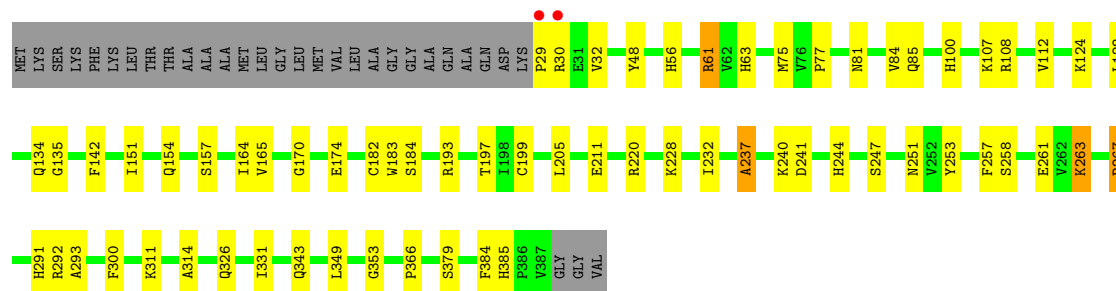 MET LYS SER LYS PHE LYS LEU THR THR ALA ALA ALA MET LEU GLY LEU MET VAL LEU ALA GLY GLY ALA GLN ALA GLN ASP LYS P29 R30 E31 V32 Y48 H56 R61 V62 H63 M75 V76 P77 N81 V84 Q85 H100 K107 R108 V112 K124
Q134 G135 F142 I151 Q154 S157 I164 V165 G170 E174 C182 W183 S184 R193 T197 I198 C199 L205 E211 R220 K228 I232 A237 K240 D241 H244 S247 N251 V252 Y253 F257 S258 E261 V262 K263
H291 R292 A293 F300 K311 A314 Q326 I331 Q343 L349 G353 P366 S379 F384 H385 P386 V387 GLY GLY VAL